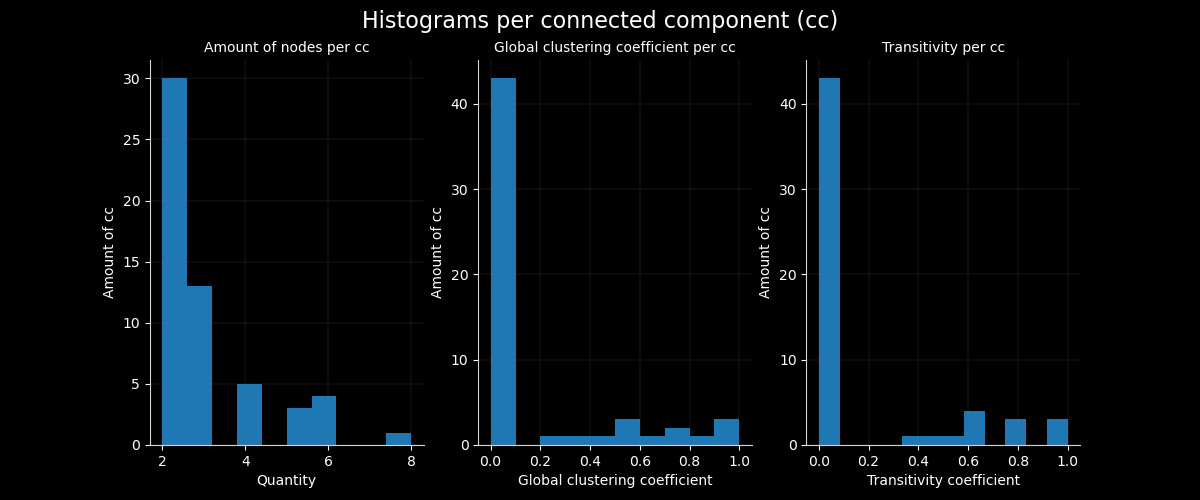 Histograms per connected component (cc)
Amount of nodes per cc
Amount of cc
30
25
20
15
10
5
0
2 4 6 8
Quantity
Global clustering coefficient per cc
Amount of cc
40
30
20
10
0
0.0 0.2 0.4 0.6 0.8 1.0
Global clustering coefficient
Transitivity per cc
Amount of cc
40
30
20
10
0
0.0 0.2 0.4 0.6 0.8 1.0
Transitivity coefficient